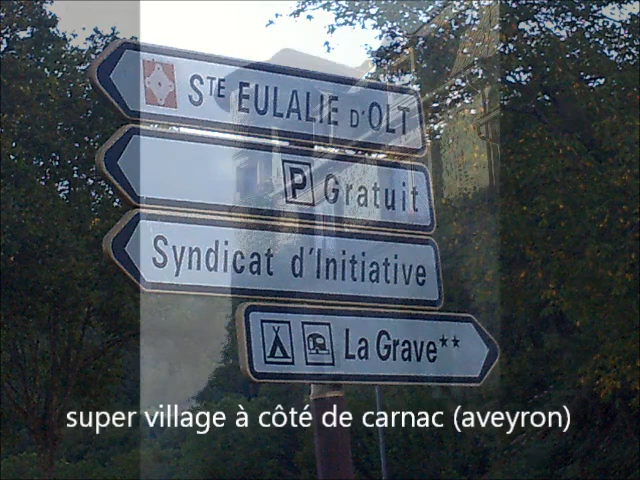 STE EULALIE D'OLT
P Gratuit
Syndicat d'Initiative
La Grave**
super village à côté de carnac (aveyron)